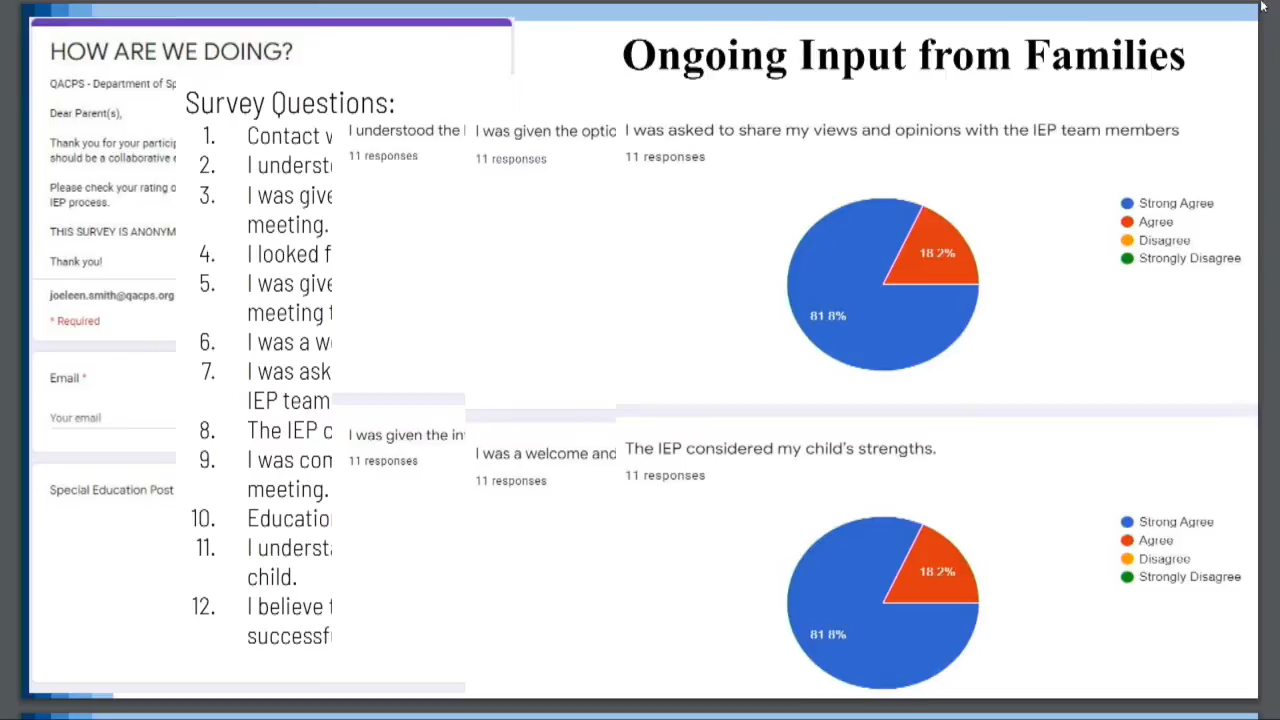 Ongoing Input from Families
HOW ARE WE DOING?
QACPS - Department of Sp
Dear Parent(s),
Thank you for your particip
should be a collaborative e
Please check your rating o
IEP process.
THIS SURVEY IS ANONYM
Thank you!
joeleen.smith@qacps.org
* Required
Email *
Your email
Special Education Post
Survey Questions:
1. Contact w
2. I underst
3. I was give
meeting.
4. I looked f
5. I was give
meeting t
6. I was a we
7. I was ask
IEP team
8. The IEP c
9. I was com
meeting.
10. Educatio
11. I understa
child.
12. I believe t
successf
I understood the
11 responses
I was given the in
11 responses
I was given the optio
11 responses
I was a welcome and
11 responses
I was asked to share my views and opinions with the IEP team members
11 responses
18.2%
81.8%
Strong Agree
Agree
Disagree
Strongly Disagree
The IEP considered my child's strengths.
11 responses
18.2%
81.8%
Strong Agree
Agree
Disagree
Strongly Disagree